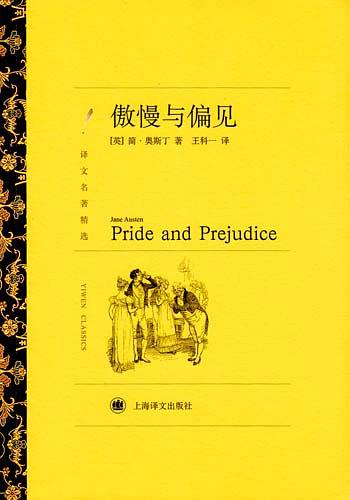 傲慢与偏见
[英] 简·奥斯丁 著 王科一 译
译文名著精选
YIWEN CLASSICS
Jane Austen
Pride and Prejudice
上海译文出版社